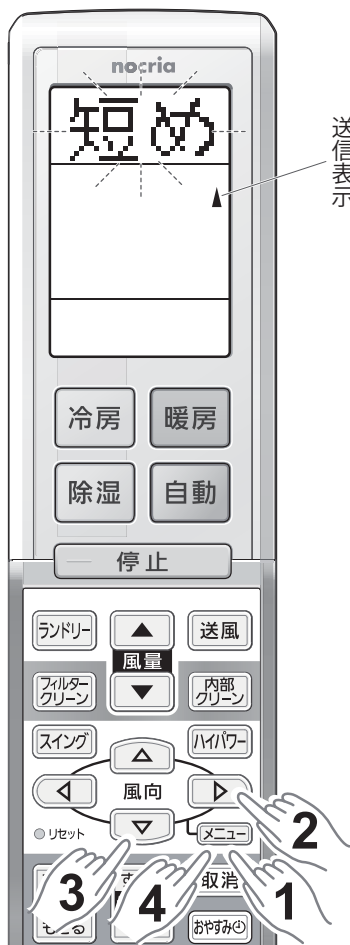 nocria
短め
送信表示
冷房
暖房
除湿
自動
停止
ランドリー
送風
風量
フィルター
クリーン
内部
クリーン
スイング
ハイパワー
風向
リセット
メニュー
2
3
4
1
取消
おやすみ